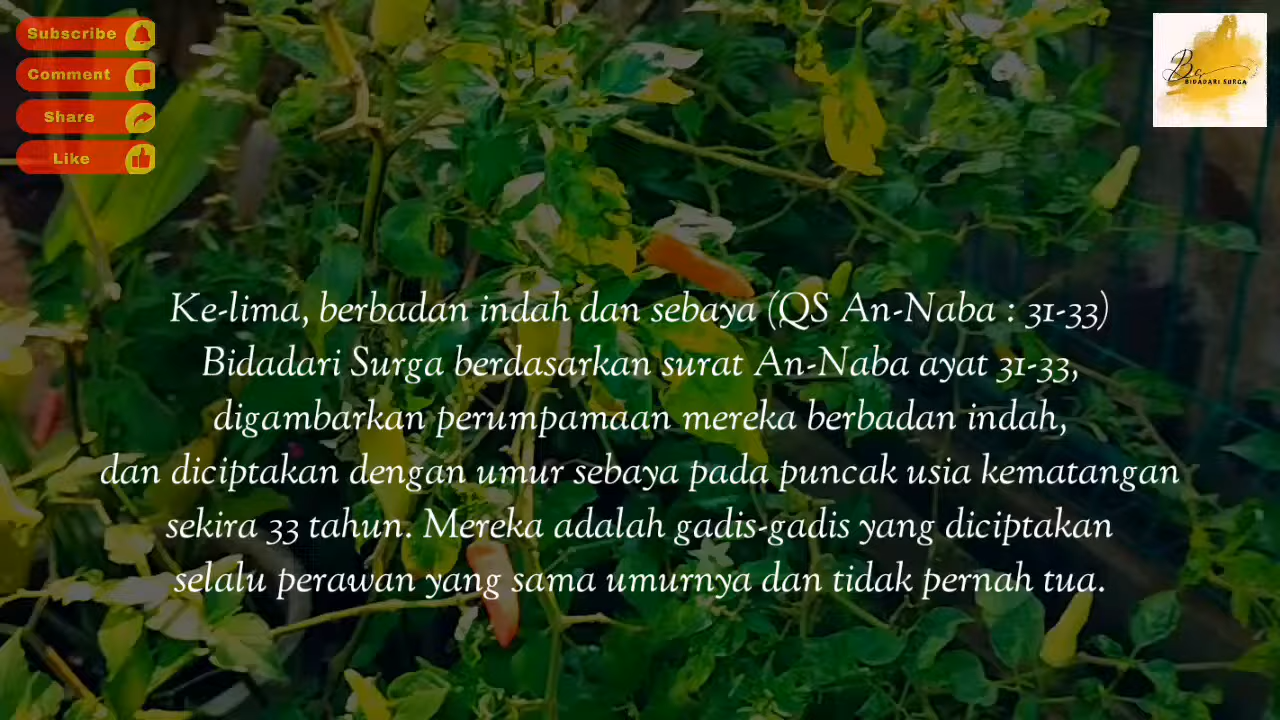 Subscribe
Comment
Share
Like
BIDADARI SURGA
Ke-lima, berbadan indah dan sebaya (QS An-Naba : 31-33)
Bidadari Surga berdasarkan surat An-Naba ayat 31-33,
digambarkan perumpamaan mereka berbadan indah,
dan diciptakan dengan umur sebaya pada puncak usia kematangan
sekira 33 tahun. Mereka adalah gadis-gadis yang diciptakan
selalu perawan yang sama umurnya dan tidak pernah tua.